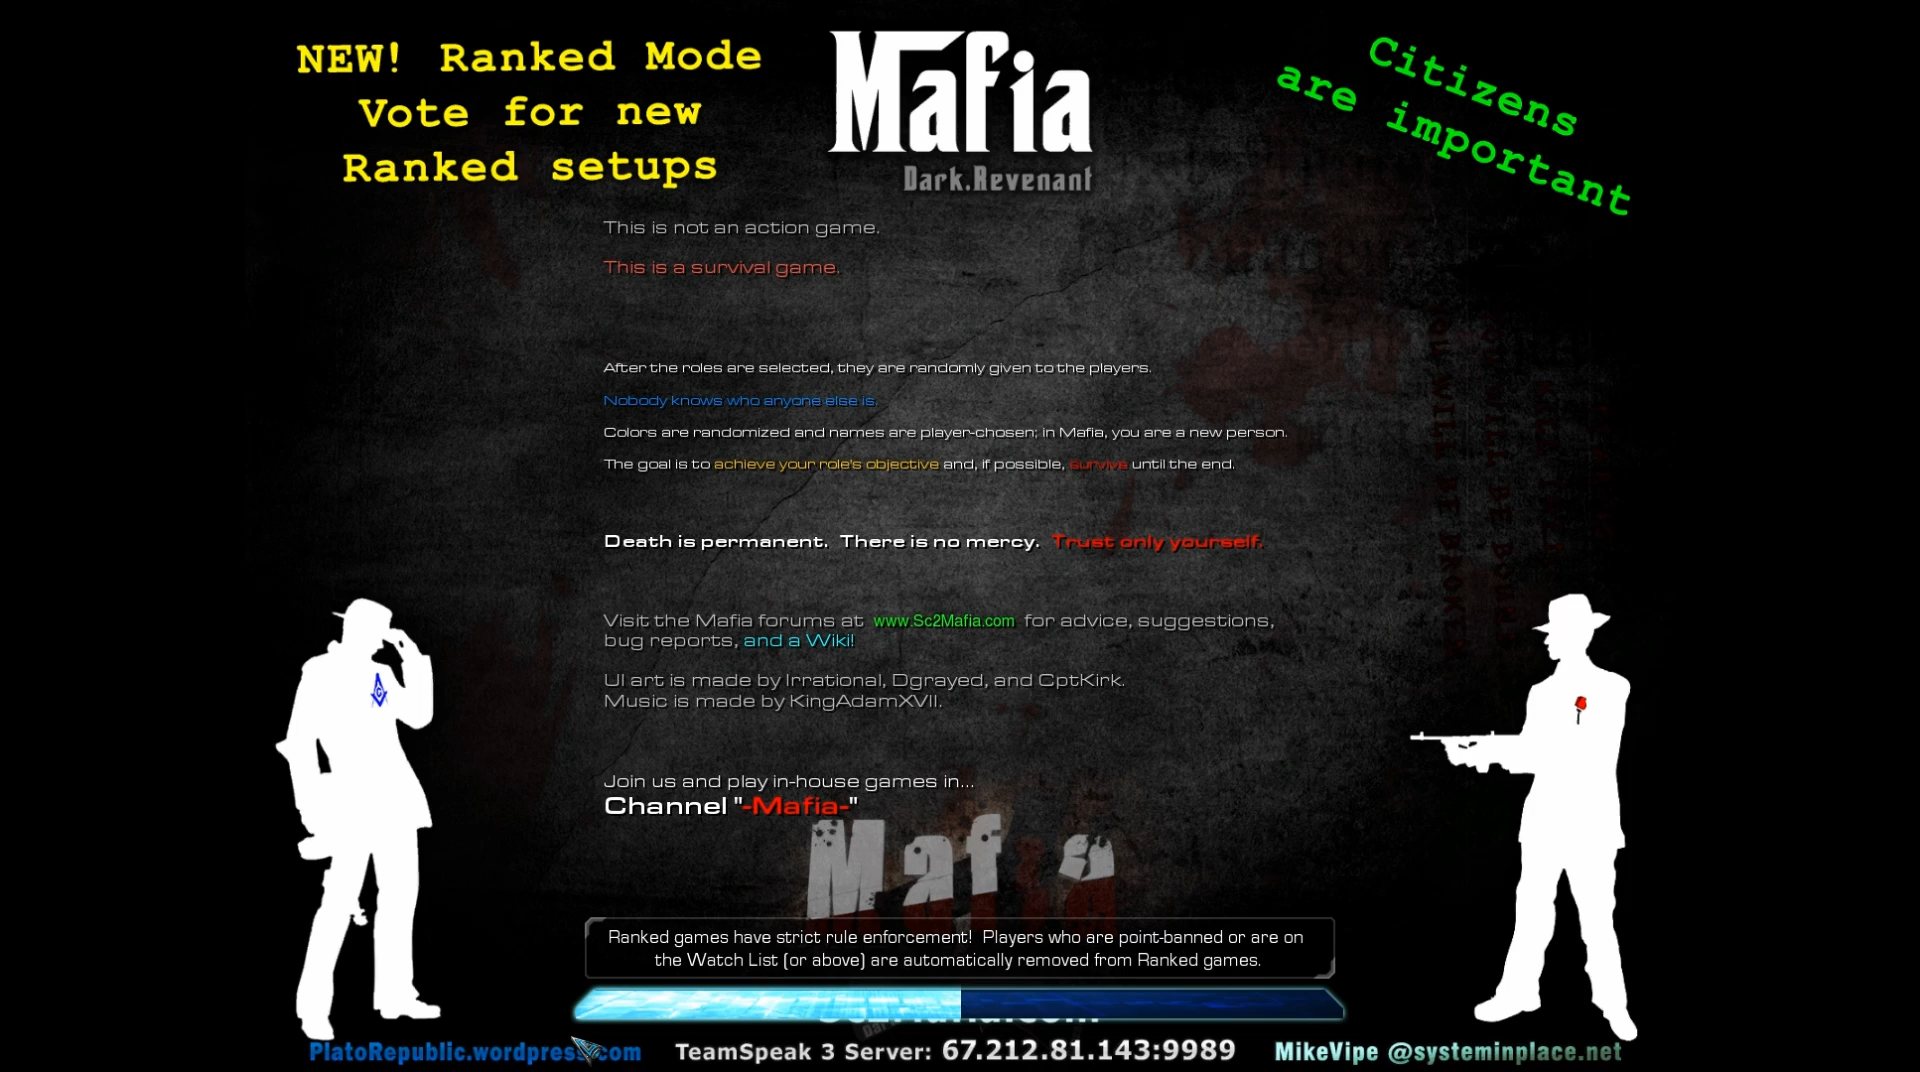 NEW! Ranked Mode
Vote for new
Ranked setups
Mafia
Dark.Revenant
Citizens
are important
This is not an action game.
This is a survival game.
After the roles are selected, they are randomly given to the players.
Nobody knows who anyone else is.
Colors are randomized and names are player-chosen; in Mafia, you are a new person.
The goal is to achieve your role's objective and, if possible, survive until the end.
Death is permanent. There is no mercy. Trust only yourself.
Visit the Mafia forums at www.Sc2Mafia.com for advice, suggestions,
bug reports, and a Wiki!
UI art is made by Irrational, Dgrayed, and CptKirk.
Music is made by KingAdamXVII.
Join us and play in-house games in...
Channel "-Mafia-"
Mafia
Ranked games have strict rule enforcement! Players who are point-banned or are on
the Watch List (or above) are automatically removed from Ranked games.
PlatoRepublic.wordpress.com
TeamSpeak 3 Server: 67.212.81.143:9989
MikeVipe @systeminplace.net